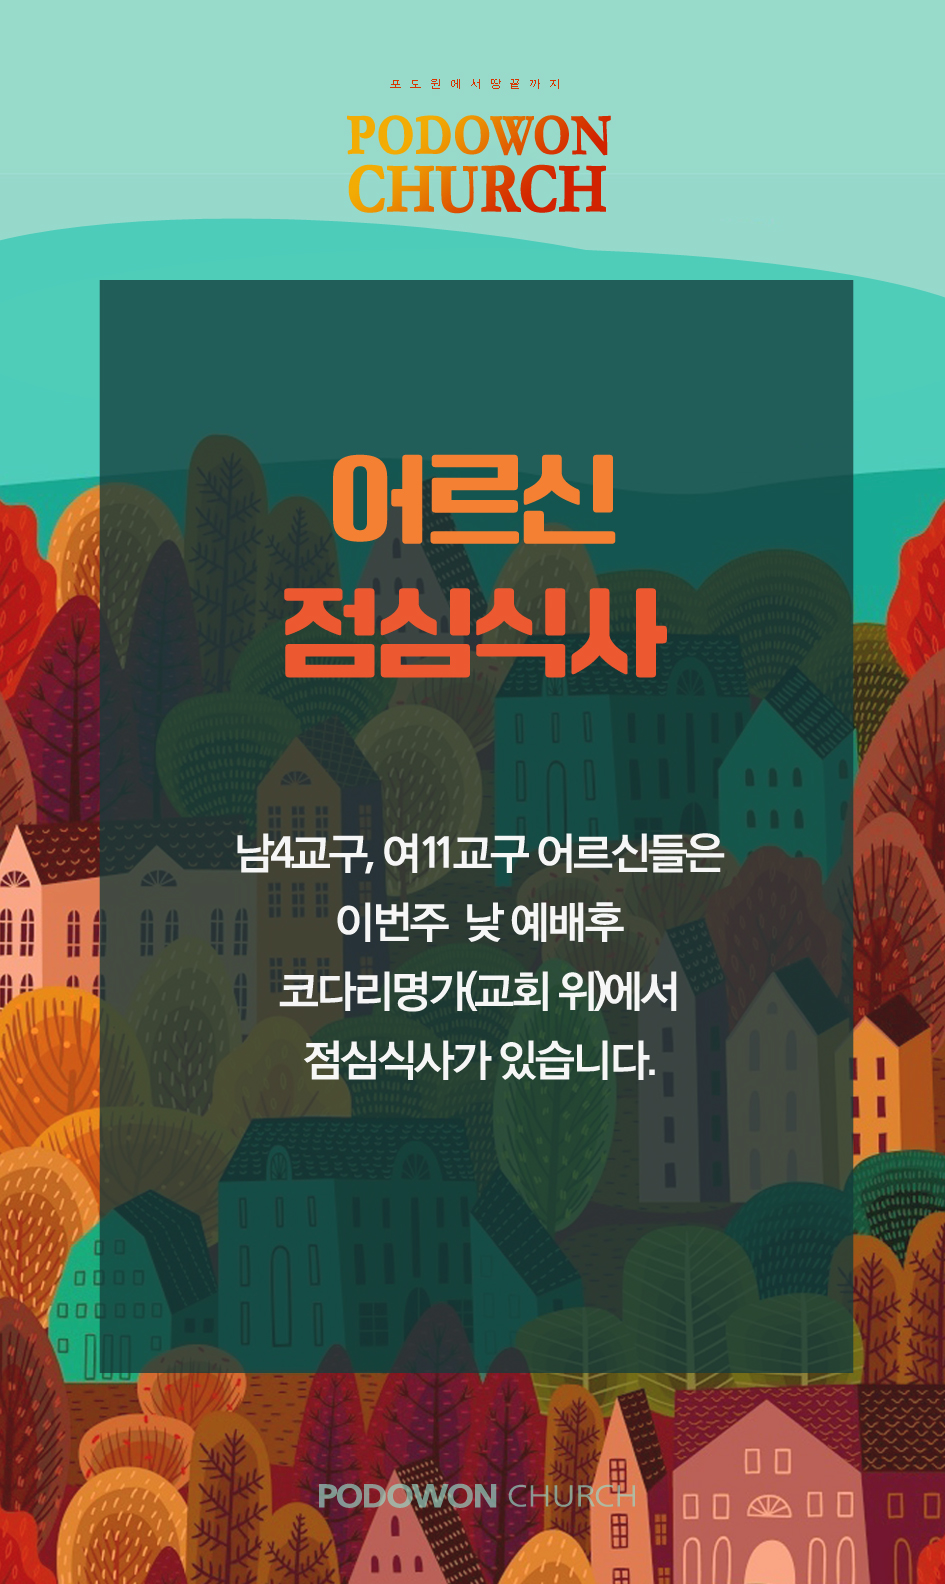 포도원에서땅끝까지
PODOWON
CHURCH
어르신
점심식사
남4교구, 여11교구 어르신들은
이번주 낮 예배후
코다리명가(교회 위)에서
점심식사가 있습니다.
PODOWON CHURCH